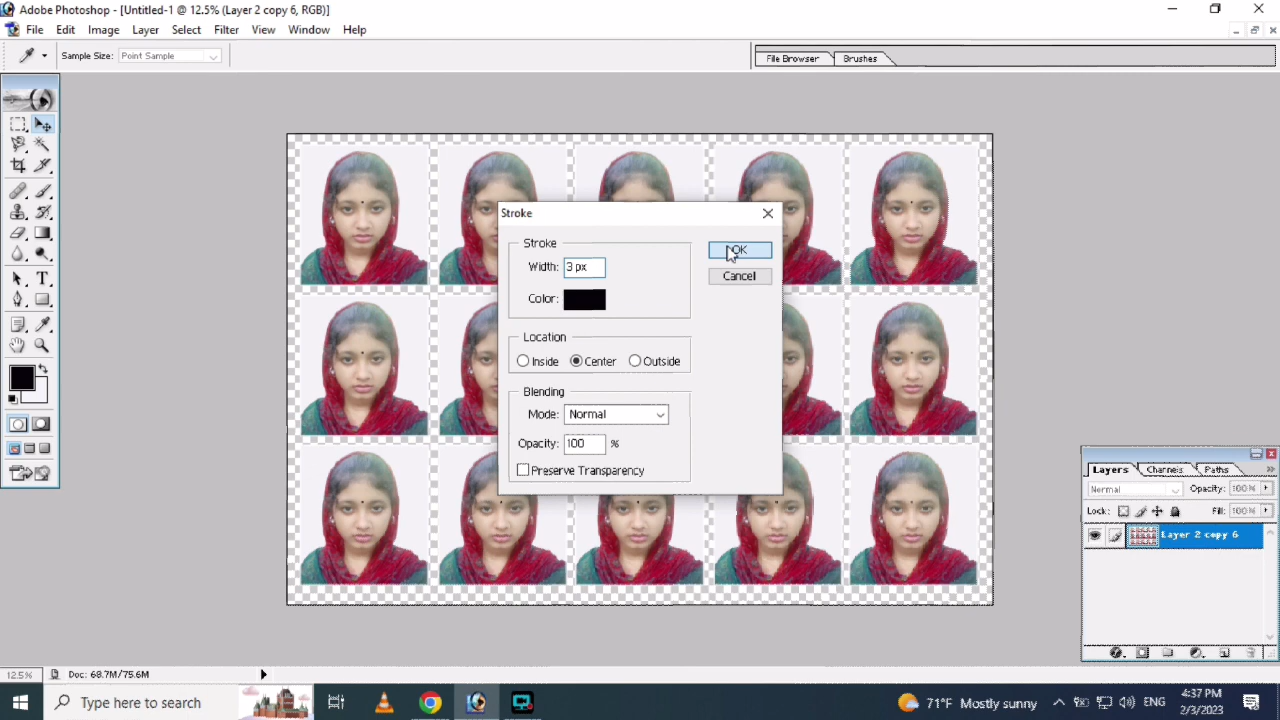 Adobe Photoshop - [Untitled-1 @ 12.5% (Layer 2 copy 6, RGB)]
File Edit Image Layer Select Filter View Window Help
Sample Size: Point Sample
File Browser Brushes
Stroke
Stroke
Width: 3 px
Color:
OK
Cancel
Location
Inside Center Outside
Blending
Mode: Normal
Opacity: 100 %
Preserve Transparency
Layers Channels Paths
Normal Opacity: 100%
Lock: Fill: 100%
Layer 2 copy 6
12.5% Doc: 68.7M/75.6M
Type here to search
71°F Mostly sunny
ENG
4:37 PM
2/3/2023